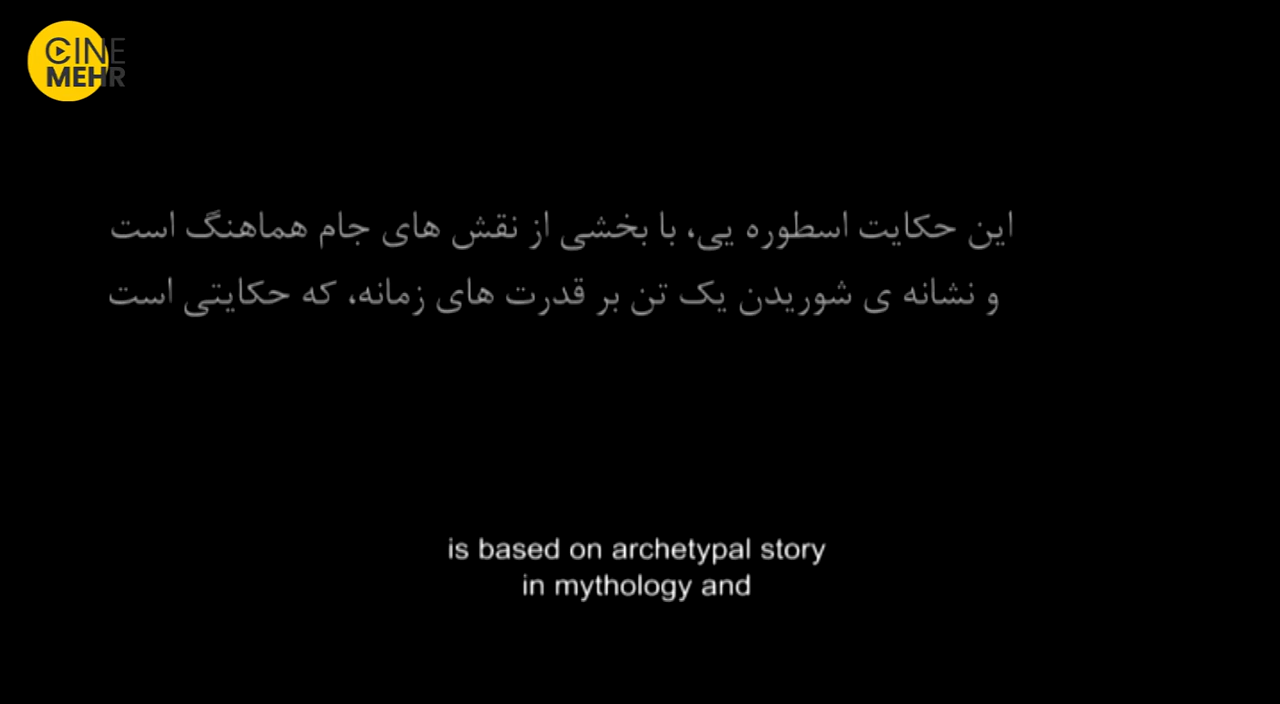 CINE
MEHR
این حکایت اسطوره یی، با بخشی از نقش های جام هماهنگ است
و نشانه ی شوریدن یک تن بر قدرت های زمانه، که حکایتی است
is based on archetypal story
in mythology and